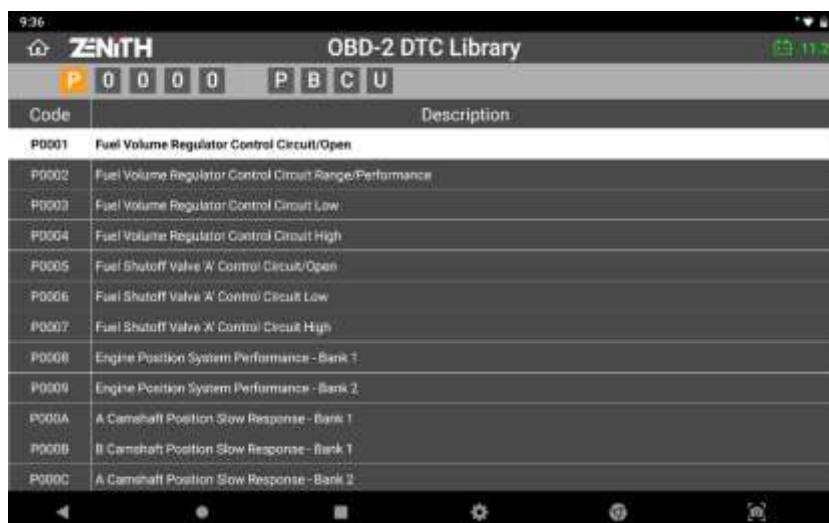 9:36
ZENITH OBD-2 DTC Library 11.2
P 0 0 0 0 P B C U
Code Description
P0001 Fuel Volume Regulator Control Circuit/Open
P0002 Fuel Volume Regulator Control Circuit Range/Performance
P0003 Fuel Volume Regulator Control Circuit Low
P0004 Fuel Volume Regulator Control Circuit High
P0005 Fuel Shutoff Valve 'A' Control Circuit/Open
P0006 Fuel Shutoff Valve 'A' Control Circuit Low
P0007 Fuel Shutoff Valve 'A' Control Circuit High
P0008 Engine Position System Performance - Bank 1
P0009 Engine Position System Performance - Bank 2
P000A A Camshaft Position Slow Response - Bank 1
P000B B Camshaft Position Slow Response - Bank 1
P000C A Camshaft Position Slow Response - Bank 2